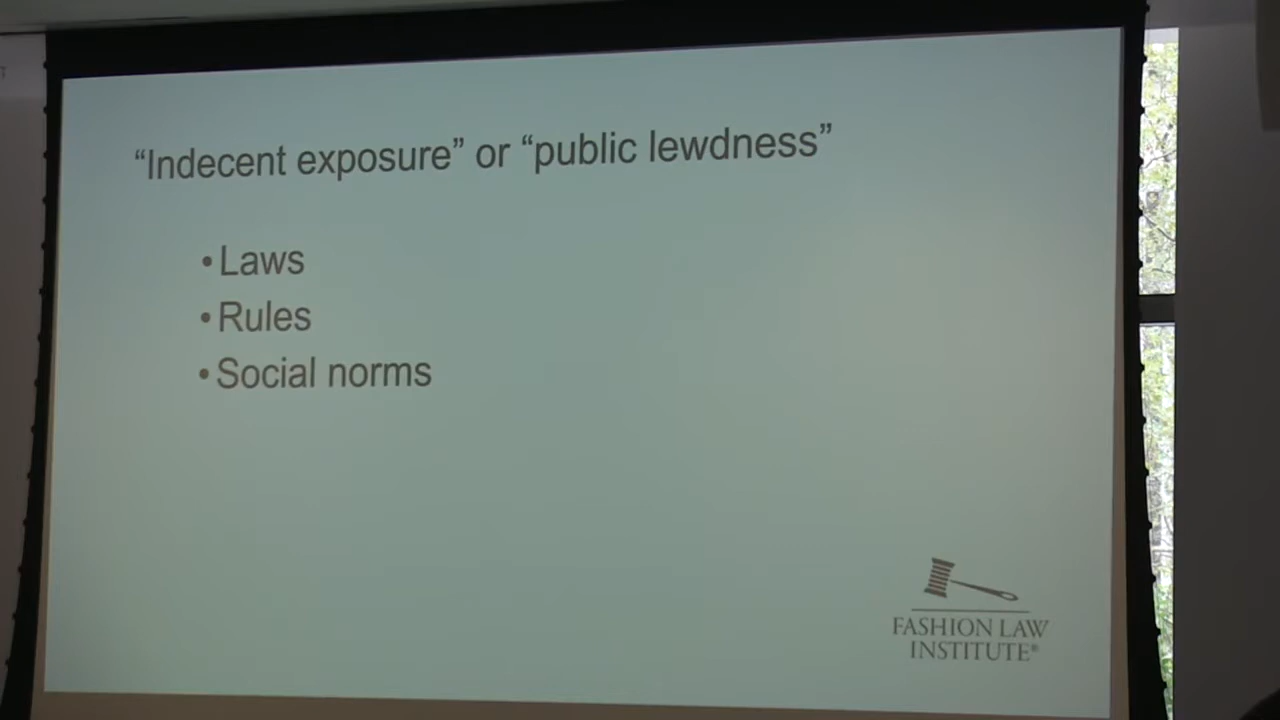 “Indecent exposure” or “public lewdness”
• Laws
• Rules
• Social norms
FASHION LAW
INSTITUTE®